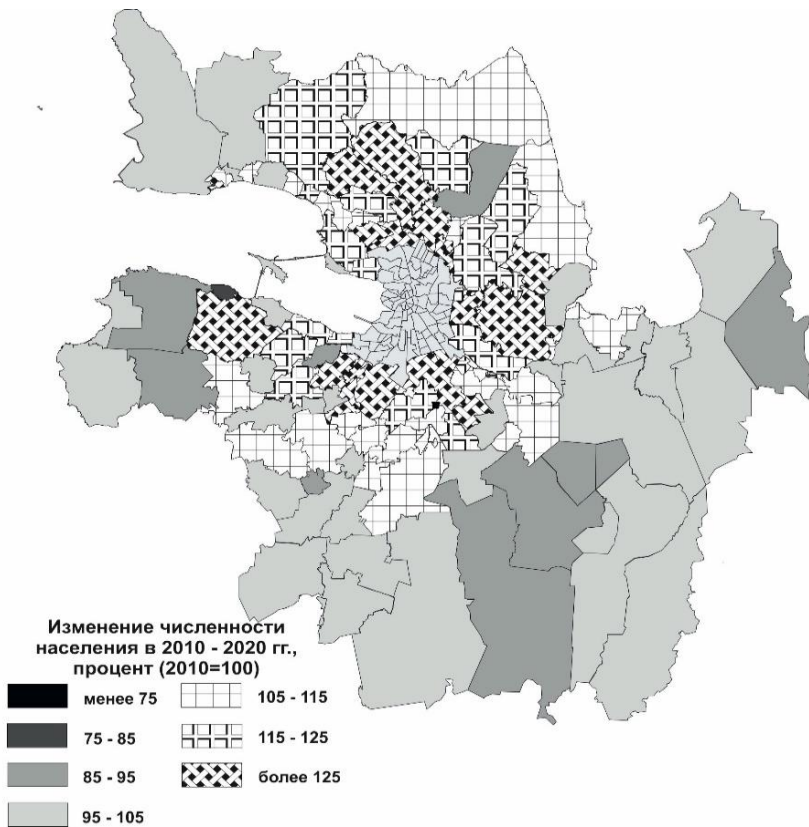 Изменение численности
населения в 2010 - 2020 гг.,
процент (2010=100)
менее 75
75 - 85
85 - 95
95 - 105
105 - 115
115 - 125
более 125